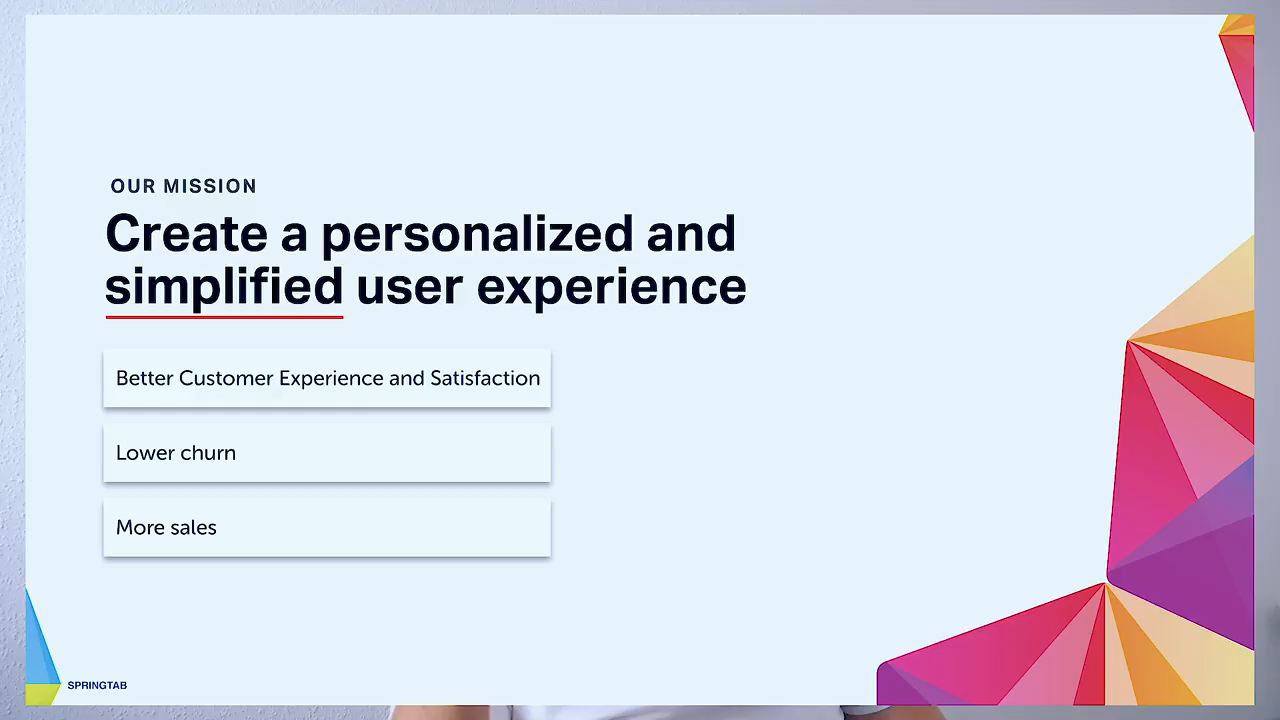 OUR MISSION
Create a personalized and
simplified user experience
Better Customer Experience and Satisfaction
Lower churn
More sales
SPRINGTAB